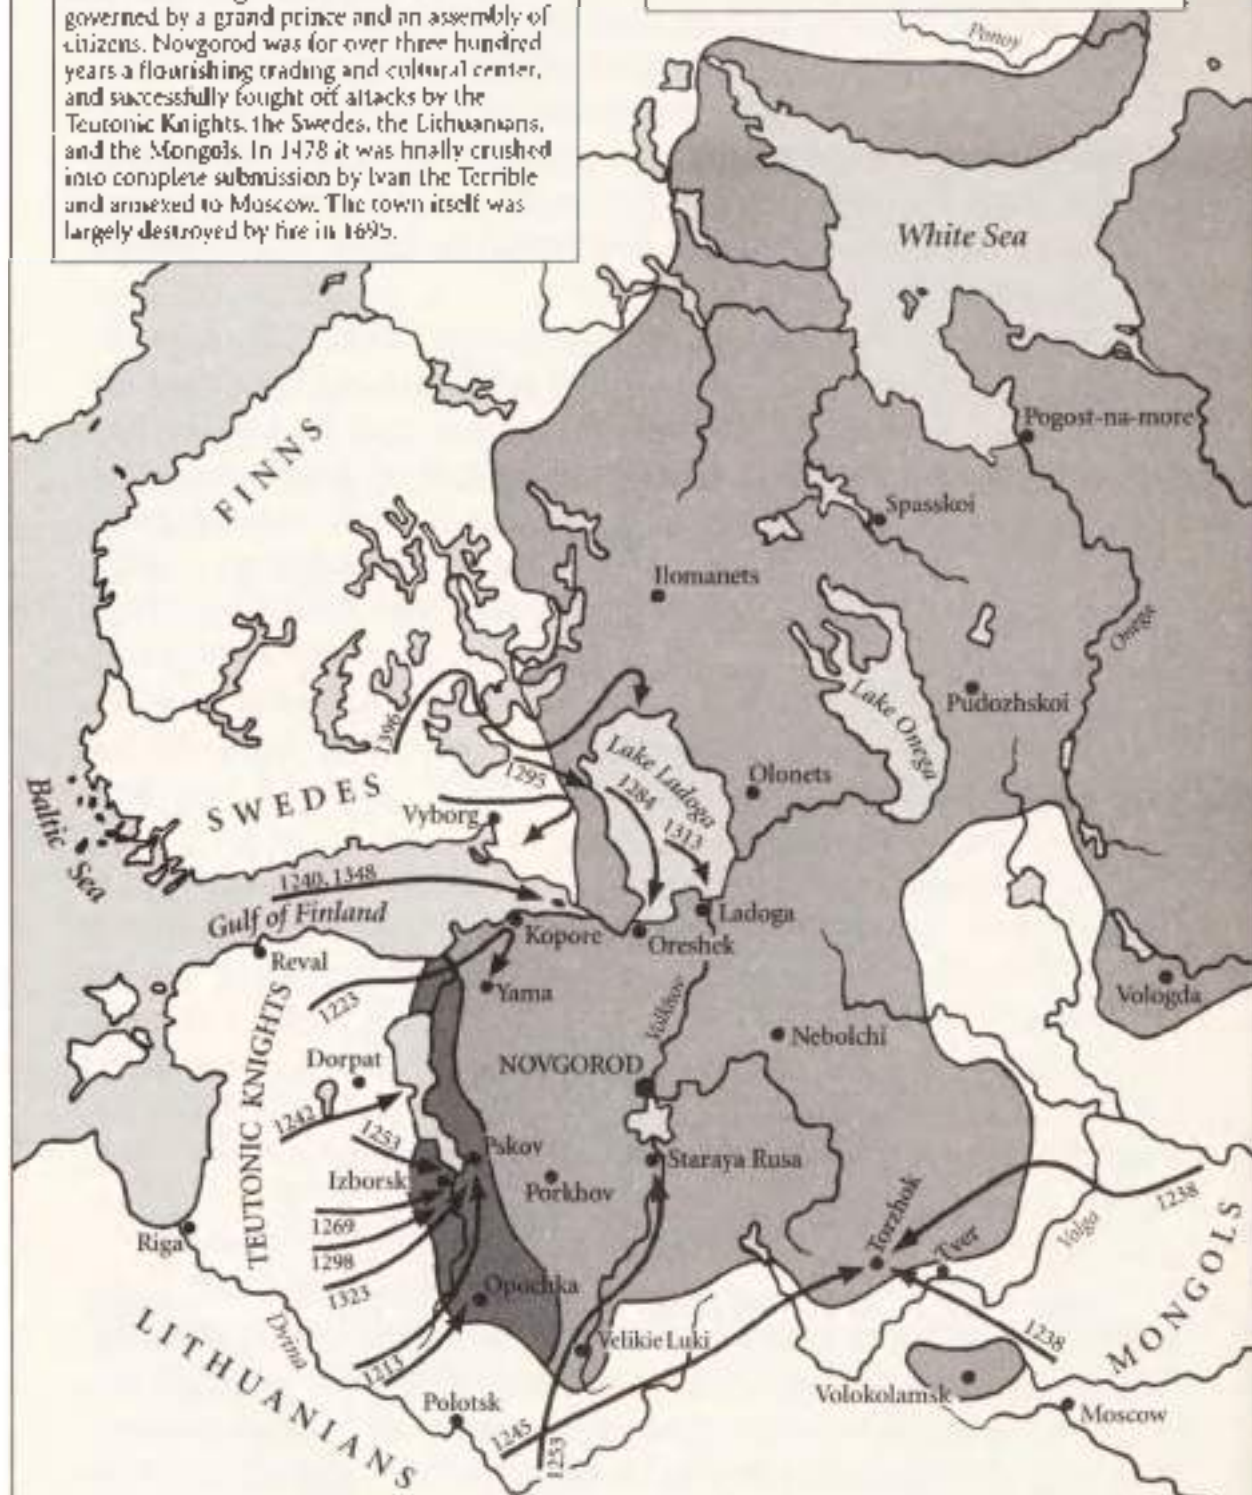 governed by a grand prince and an assembly of
citizens. Novgorod was for over three hundred
years a flourishing trading and cultural center,
and successfully fought off attacks by the
Teutonic Knights, the Swedes, the Lithuanians,
and the Mongols. In 1478 it was finally crushed
into complete submission by Ivan the Terrible
and annexed to Moscow. The town itself was
largely destroyed by fire in 1695.
Ponoy
White Sea
Pogost-na-more
FINNS
Spasskoi
Ilomanets
Onega
Lake Onega
Pudozhskoi
1396
Lake Ladoga
1295
1284
1313
Olonets
SWEDES
Vyborg
Baltic Sea
1240, 1348
Gulf of Finland
Ladoga
Kopore
Oreshek
Reval
Yama
1223
Volkhov
Vologda
TEUTONIC KNIGHTS
Nebolchi
Dorpat
NOVGOROD
1242
1253
Pskov
Staraya Rusa
Izborsk
Porkhov
1269
1298
1323
Riga
Torzhok
Tver
Volga
1238
MONGOLS
Opochka
Dvina
LITHUANIANS
1213
Velikie Luki
1238
Volokolamsk
Polotsk
Moscow
1245
1253